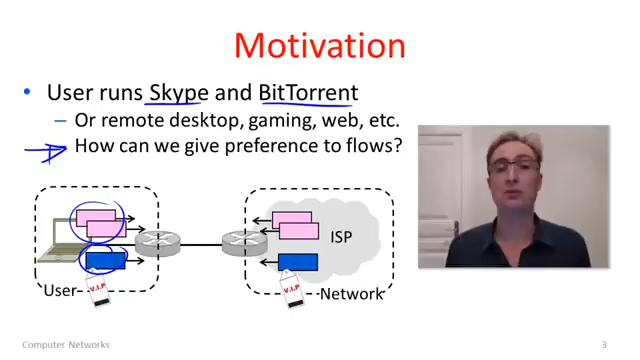 Motivation
• User runs Skype and BitTorrent
– Or remote desktop, gaming, web, etc.
How can we give preference to flows?
ISP
User
V.I.P
Network
V.I.P
Computer Networks
3